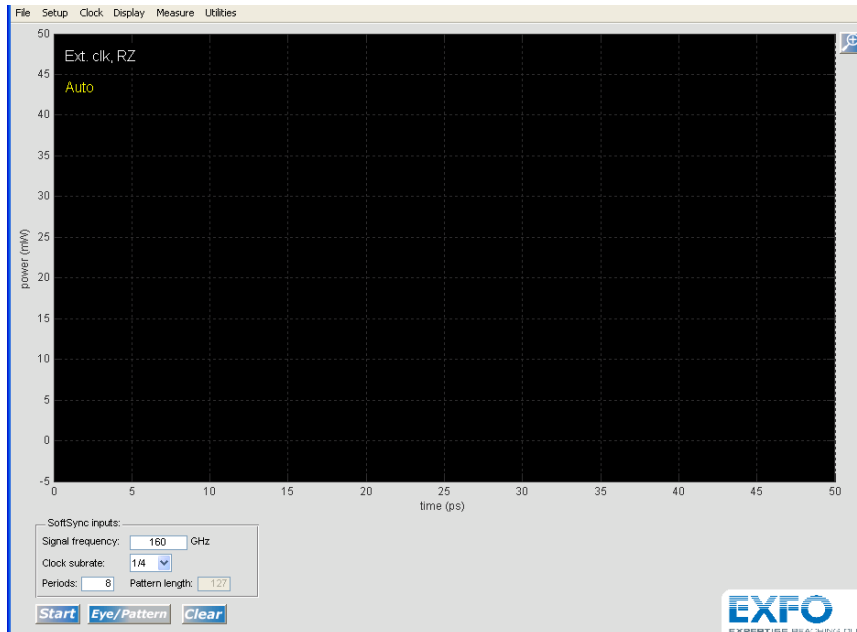 File Setup Clock Display Measure Utilities
50
Ext. clk, RZ
45
Auto
40
35
30
25
power (mW)
20
15
10
5
0
-5
0 5 10 15 20 25 30 35 40 45 50
time (ps)
SoftSync inputs:
Signal frequency: 160 GHz
Clock subrate: 1/4
Periods: 8 Pattern length: 127
Start Eye/Pattern Clear
EXFO